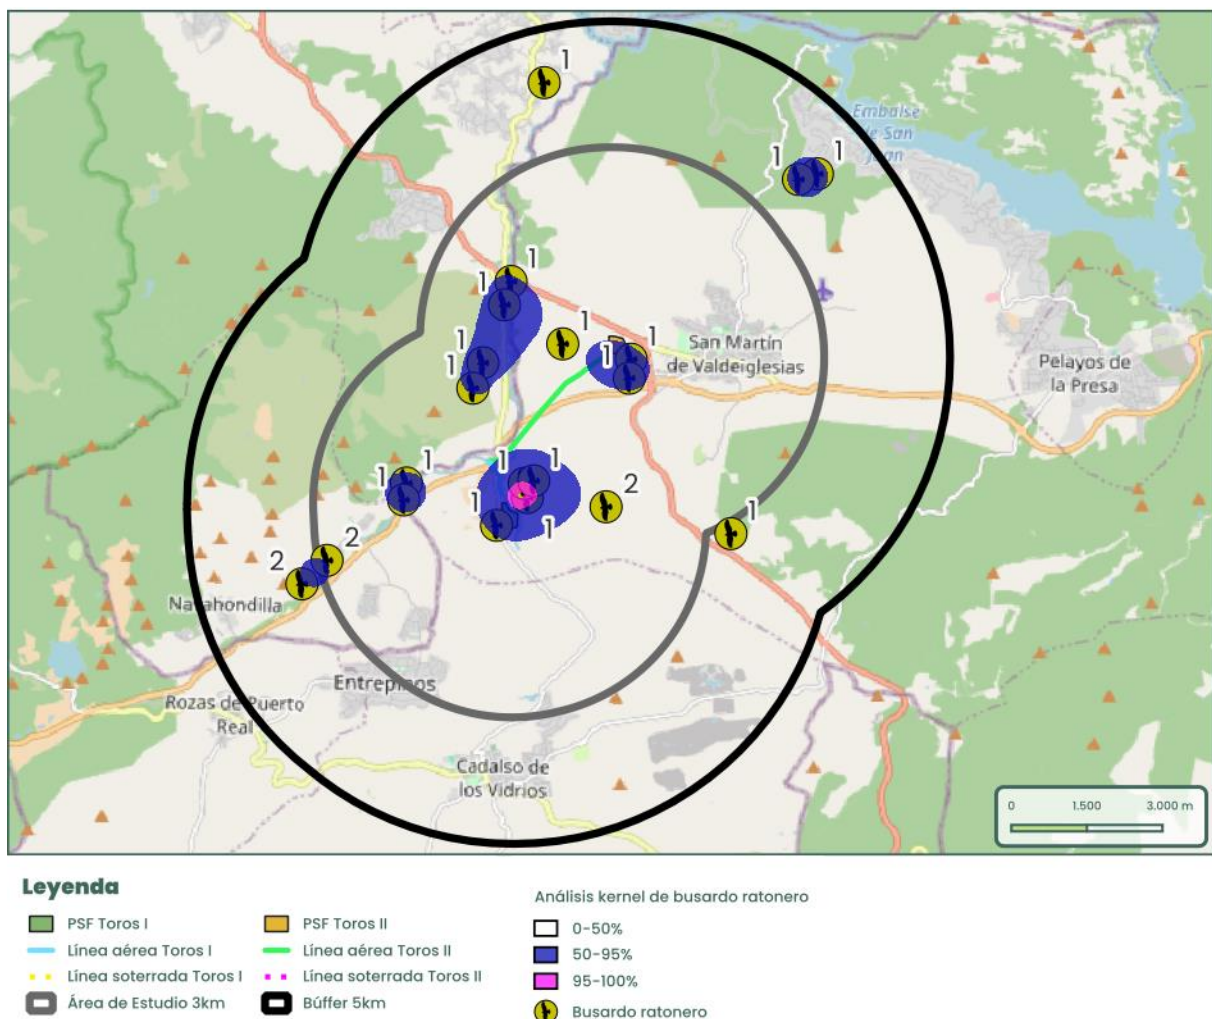 1
Embalse
de San
Juan
1
1
1
1
1
1
1
1
1
San Martín
de Valdeiglesias
Pelayos de
la Presa
1
1
1
1
1
2
1
1
1
2
2
Navahondilla
Entrepinos
Rozas de Puerto
Real
Cadalso de
los Vidrios
0 1.500 3.000 m
Leyenda
PSF Toros I
PSF Toros II
Línea aérea Toros I
Línea aérea Toros II
Línea soterrada Toros I
Línea soterrada Toros II
Área de Estudio 3km
Búffer 5km
Análisis kernel de busardo ratonero
0-50%
50-95%
95-100%
Busardo ratonero